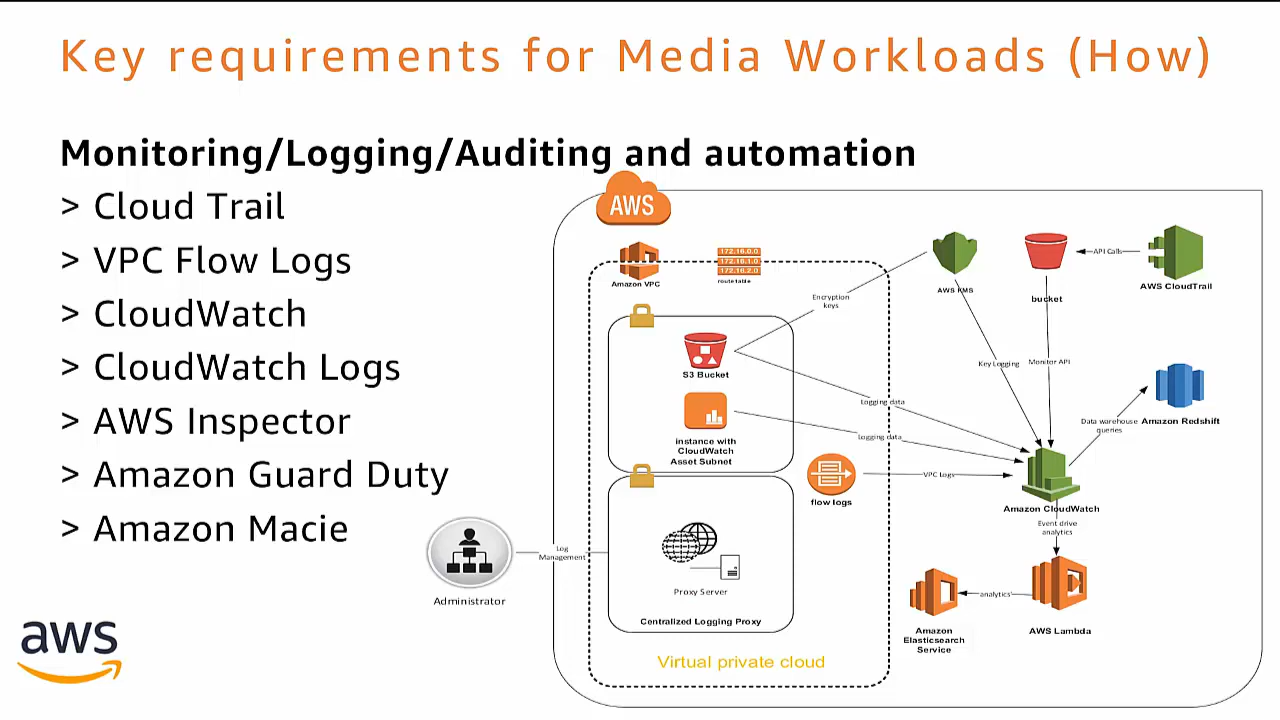 Key requirements for Media Workloads (How)
Monitoring/Logging/Auditing and automation
> Cloud Trail
> VPC Flow Logs
> CloudWatch
> CloudWatch Logs
> AWS Inspector
> Amazon Guard Duty
> Amazon Macie
aws
AWS
Amazon VPC
172.16.0.0
172.16.1.0
172.16.2.0
route table
Encryption
keys
AWS KMS
bucket
API Calls
AWS CloudTrail
S3 Bucket
Key Logging
Monitor API
Logging data
Logging data
Data warehouse
queries
Amazon Redshift
instance with
CloudWatch
Asset Subnet
flow logs
VPC Logs
Amazon CloudWatch
Event drive
analytics
Log
Management
Administrator
Proxy Server
Centralized Logging Proxy
Virtual private cloud
analytics
Amazon
Elasticsearch
Service
AWS Lambda